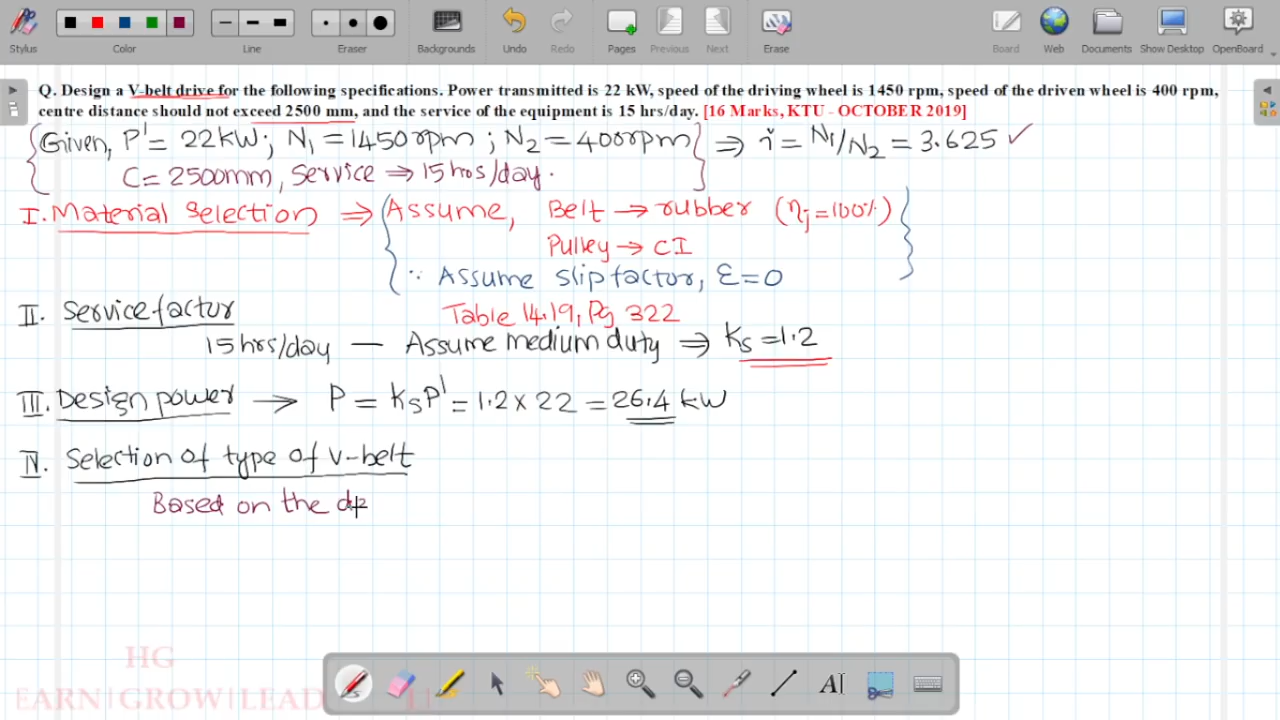 Stylus
Color
Line
Eraser
Backgrounds
Undo
Redo
Pages
Previous
Next
Erase
Board
Web
Documents
Show Desktop
OpenBoard
Q. Design a V-belt drive for the following specifications. Power transmitted is 22 kW, speed of the driving wheel is 1450 rpm, speed of the driven wheel is 400 rpm,
centre distance should not exceed 2500 mm, and the service of the equipment is 15 hrs/day. [16 Marks, KTU - OCTOBER 2019]
Given, P' = 22kW; N1 = 1450rpm; N2 = 400rpm ⇒ i = N1/N2 = 3.625 ✓
C = 2500mm, Service ⇒ 15hrs/day.
I. Material Selection ⇒ Assume, Belt → rubber (ηj = 100%)
Pulley → CI
∵ Assume slip factor, ε = 0
II. Service factor Table 14.19, Pg 322
15 hrs/day — Assume medium duty ⇒ Ks = 1.2
III. Design power → P = KsP' = 1.2 x 22 = 26.4 kW
IV. Selection of type of V-belt
Based on the
HG
EARN|GROW|LEAD
AI